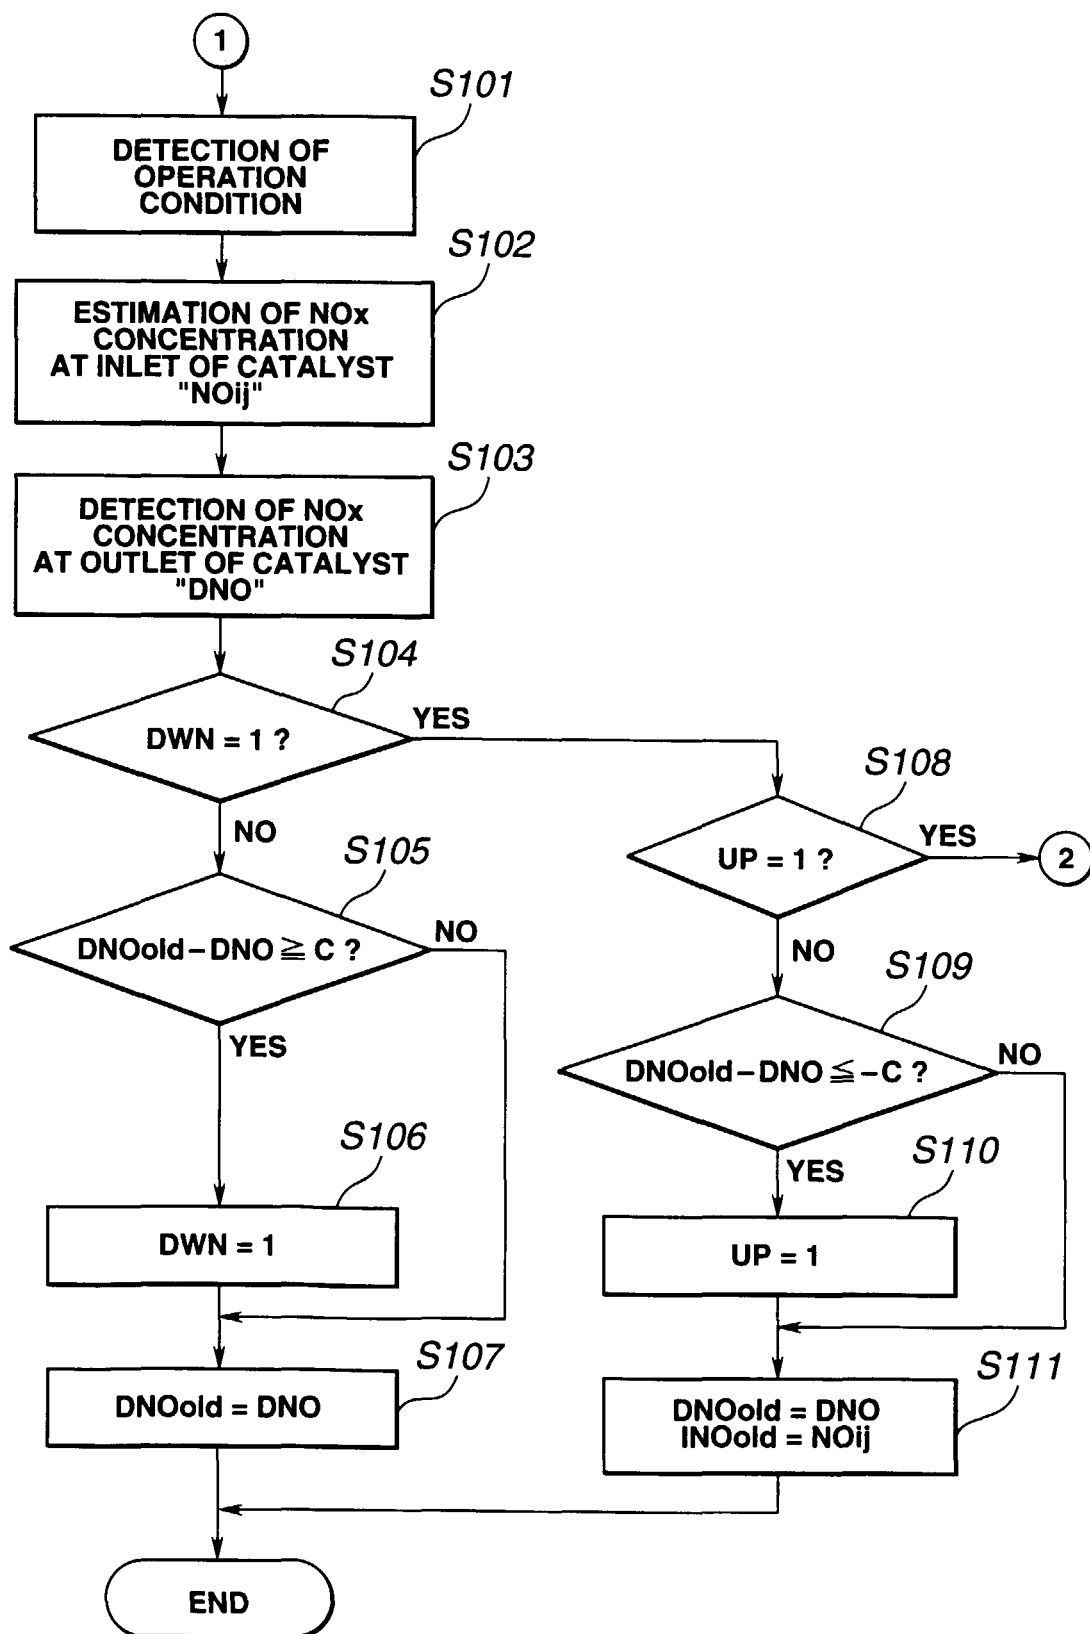 1
S101
DETECTION OF
OPERATION
CONDITION
S102
ESTIMATION OF NOx
CONCENTRATION
AT INLET OF CATALYST
"NOij"
S103
DETECTION OF NOx
CONCENTRATION
AT OUTLET OF CATALYST
"DNO"
S104
DWN = 1 ?
YES
NO
S108
UP = 1 ?
YES
2
NO
S105
DNOold – DNO ≧ C ?
NO
YES
S109
DNOold – DNO ≦ –C ?
NO
YES
S106
DWN = 1
S110
UP = 1
S107
DNOold = DNO
S111
DNOold = DNO
INOold = NOij
END